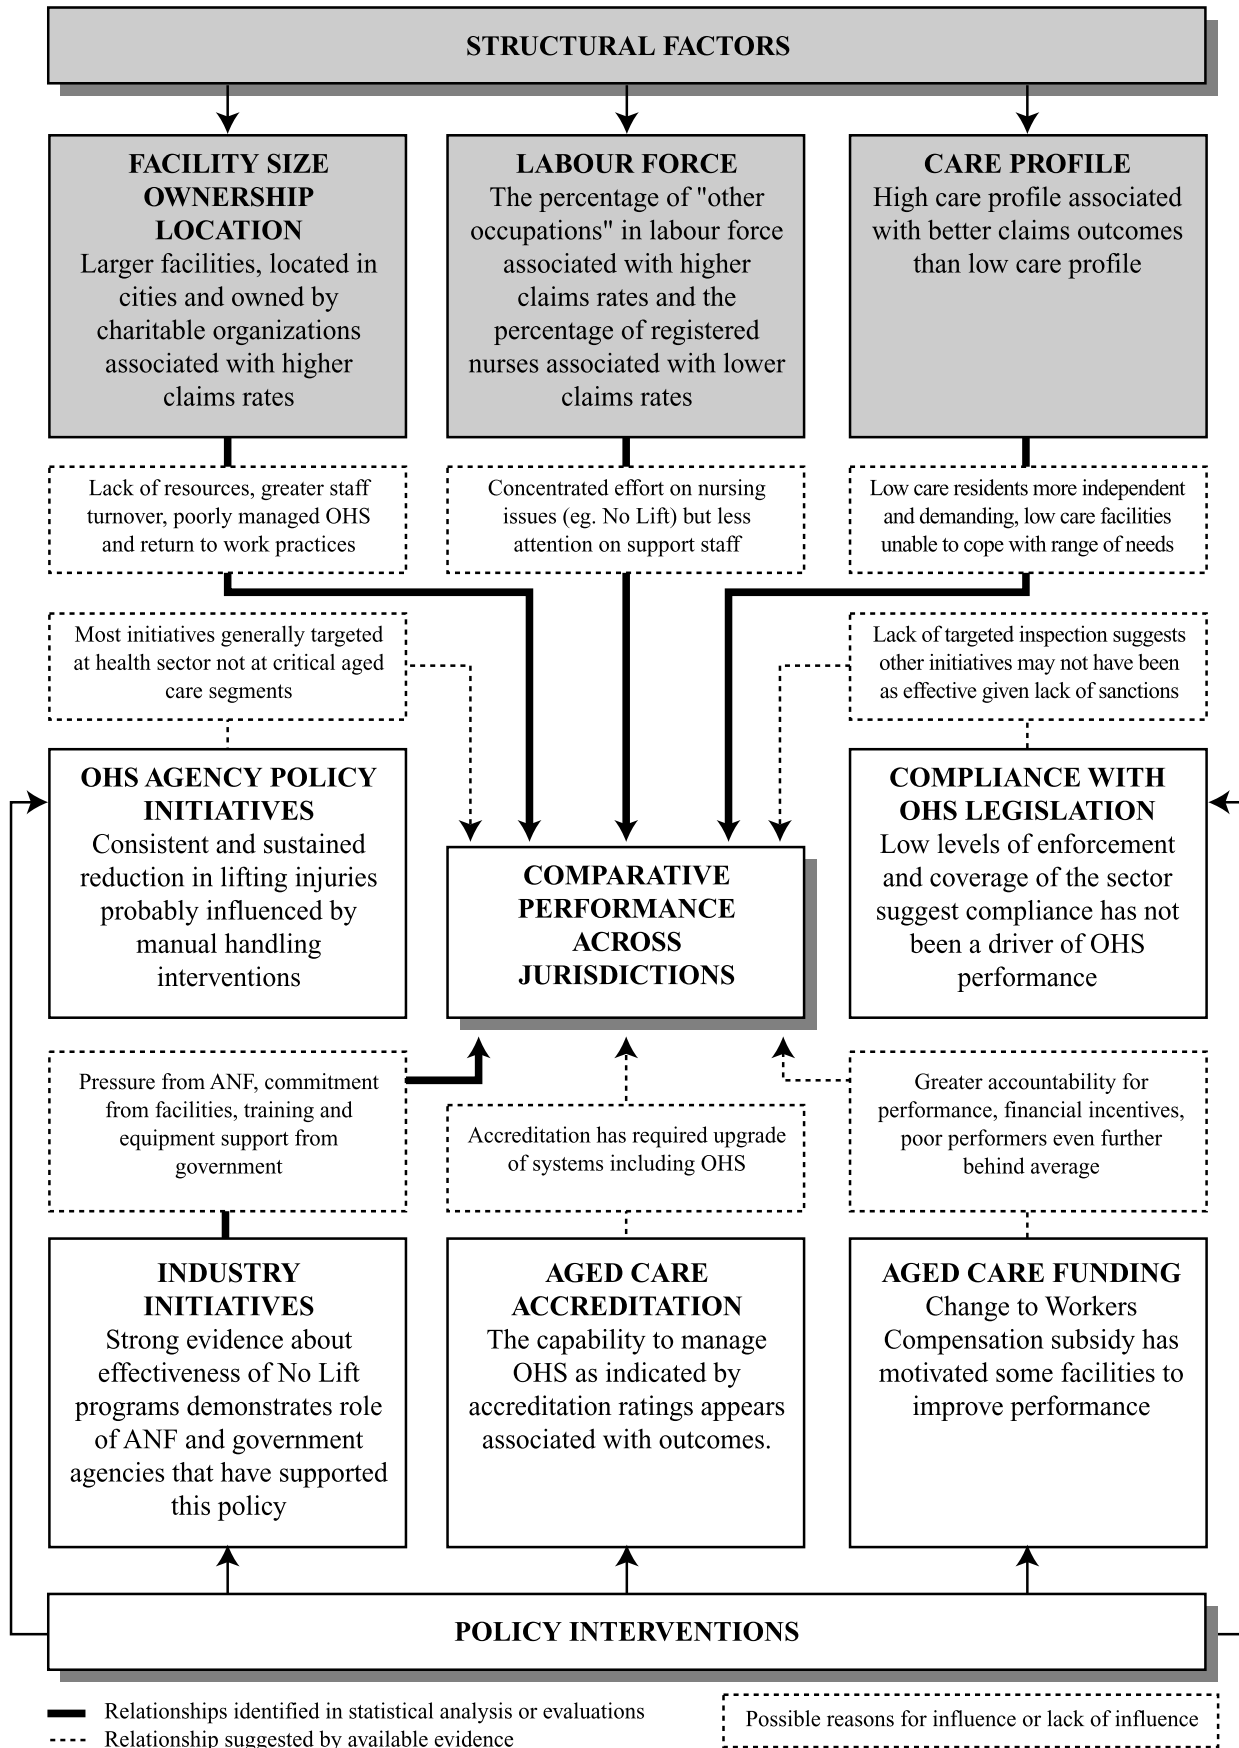 STRUCTURAL FACTORS
FACILITY SIZE
OWNERSHIP
LOCATION
Larger facilities, located in
cities and owned by
charitable organizations
associated with higher
claims rates
LABOUR FORCE
The percentage of "other
occupations" in labour force
associated with higher
claims rates and the
percentage of registered
nurses associated with lower
claims rates
CARE PROFILE
High care profile associated
with better claims outcomes
than low care profile
Lack of resources, greater staff
turnover, poorly managed OHS
and return to work practices
Concentrated effort on nursing
issues (eg. No Lift) but less
attention on support staff
Low care residents more independent
and demanding, low care facilities
unable to cope with range of needs
Most initiatives generally targeted
at health sector not at critical aged
care segments
Lack of targeted inspection suggests
other initiatives may not have been
as effective given lack of sanctions
OHS AGENCY POLICY
INITIATIVES
Consistent and sustained
reduction in lifting injuries
probably influenced by
manual handling
interventions
COMPARATIVE
PERFORMANCE
ACROSS
JURISDICTIONS
COMPLIANCE WITH
OHS LEGISLATION
Low levels of enforcement
and coverage of the sector
suggest compliance has not
been a driver of OHS
performance
Pressure from ANF, commitment
from facilities, training and
equipment support from
government
Accreditation has required upgrade
of systems including OHS
Greater accountability for
performance, financial incentives,
poor performers even further
behind average
INDUSTRY
INITIATIVES
Strong evidence about
effectiveness of No Lift
programs demonstrates role
of ANF and government
agencies that have supported
this policy
AGED CARE
ACCREDITATION
The capability to manage
OHS as indicated by
accreditation ratings appears
associated with outcomes.
AGED CARE FUNDING
Change to Workers
Compensation subsidy has
motivated some facilities to
improve performance
POLICY INTERVENTIONS
Relationships identified in statistical analysis or evaluations
Relationship suggested by available evidence
Possible reasons for influence or lack of influence